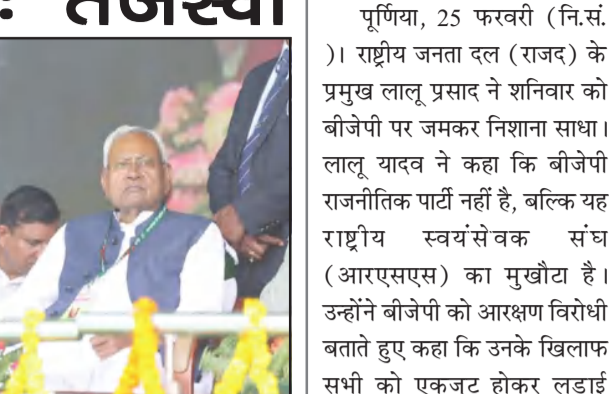 : तेजस्वी
पूर्णिया, 25 फरवरी (नि.सं.
)। राष्ट्रीय जनता दल (राजद) के
प्रमुख लालू प्रसाद ने शनिवार को
बीजेपी पर जमकर निशाना साधा।
लालू यादव ने कहा कि बीजेपी
राजनीतिक पार्टी नहीं है, बल्कि यह
राष्ट्रीय स्वयंसेवक संघ
(आरएसएस) का मुखौटा है।
उन्होंने बीजेपी को आरक्षण विरोधी
बताते हुए कहा कि उनके खिलाफ
सभी को एकजुट होकर लड़ाई